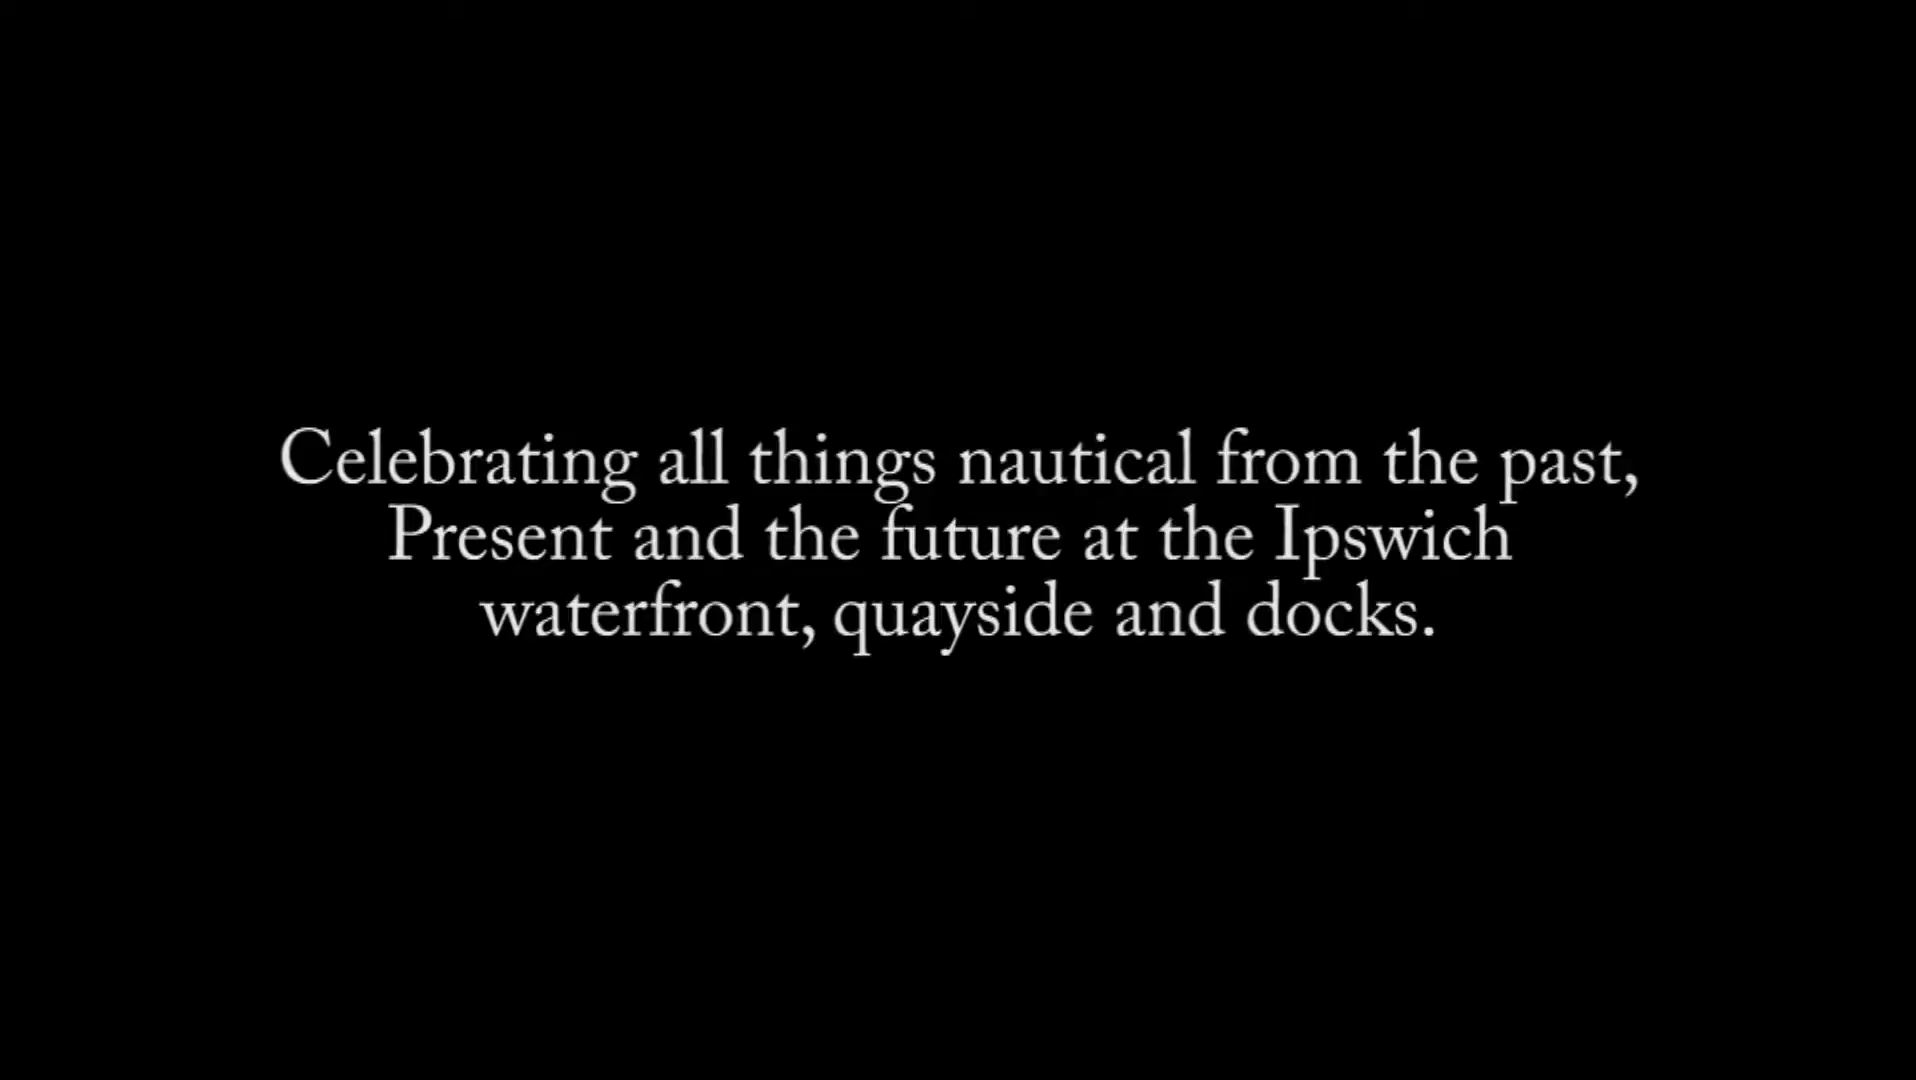 Celebrating all things nautical from the past,
Present and the future at the Ipswich
waterfront, quayside and docks.